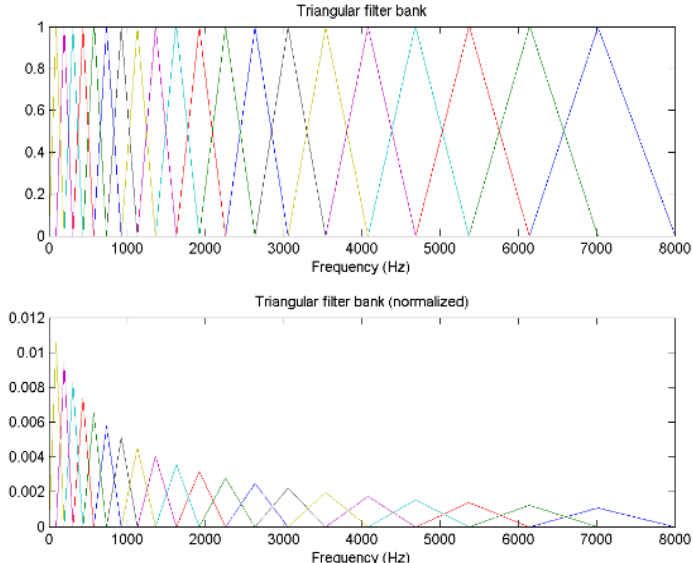 Triangular filter bank
1
0.8
0.6
0.4
0.2
0
0 1000 2000 3000 4000 5000 6000 7000 8000
Frequency (Hz)
Triangular filter bank (normalized)
0.012
0.01
0.008
0.006
0.004
0.002
0
0 1000 2000 3000 4000 5000 6000 7000 8000
Frequency (Hz)